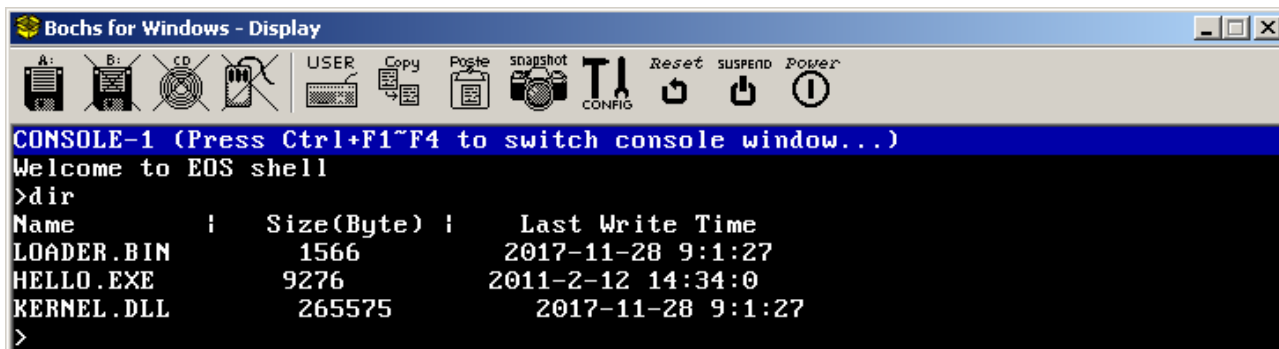 Bochs for Windows - Display
A: B: CD USER Copy Paste snapshot CONFIG Reset SUSPEND Power
CONSOLE-1 (Press Ctrl+F1~F4 to switch console window...)
Welcome to EOS shell
>dir
Name | Size(Byte) | Last Write Time
LOADER.BIN 1566 2017-11-28 9:1:27
HELLO.EXE 9276 2011-2-12 14:34:0
KERNEL.DLL 265575 2017-11-28 9:1:27
>